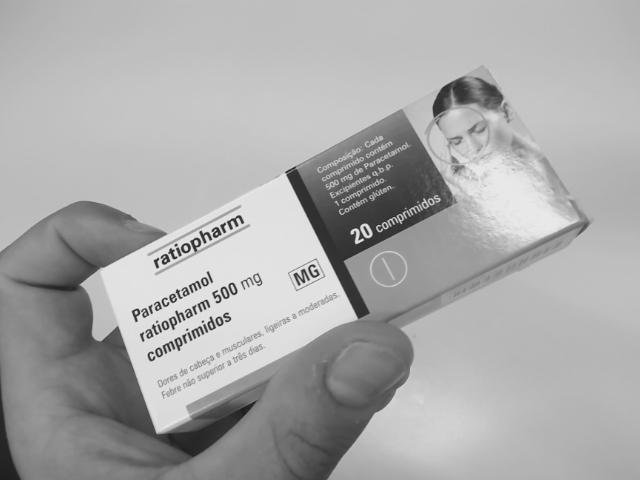 ratiopharm
Paracetamol
ratiopharm 500 mg
comprimidos
MG
Dores de cabeça e musculares, ligeiras a moderadas.
Febre não superior a três dias.
Composição: Cada
comprimido contém
500 mg de Paracetamol.
Excipientes q.b.p.
1 comprimido.
Contém glúten.
20 comprimidos